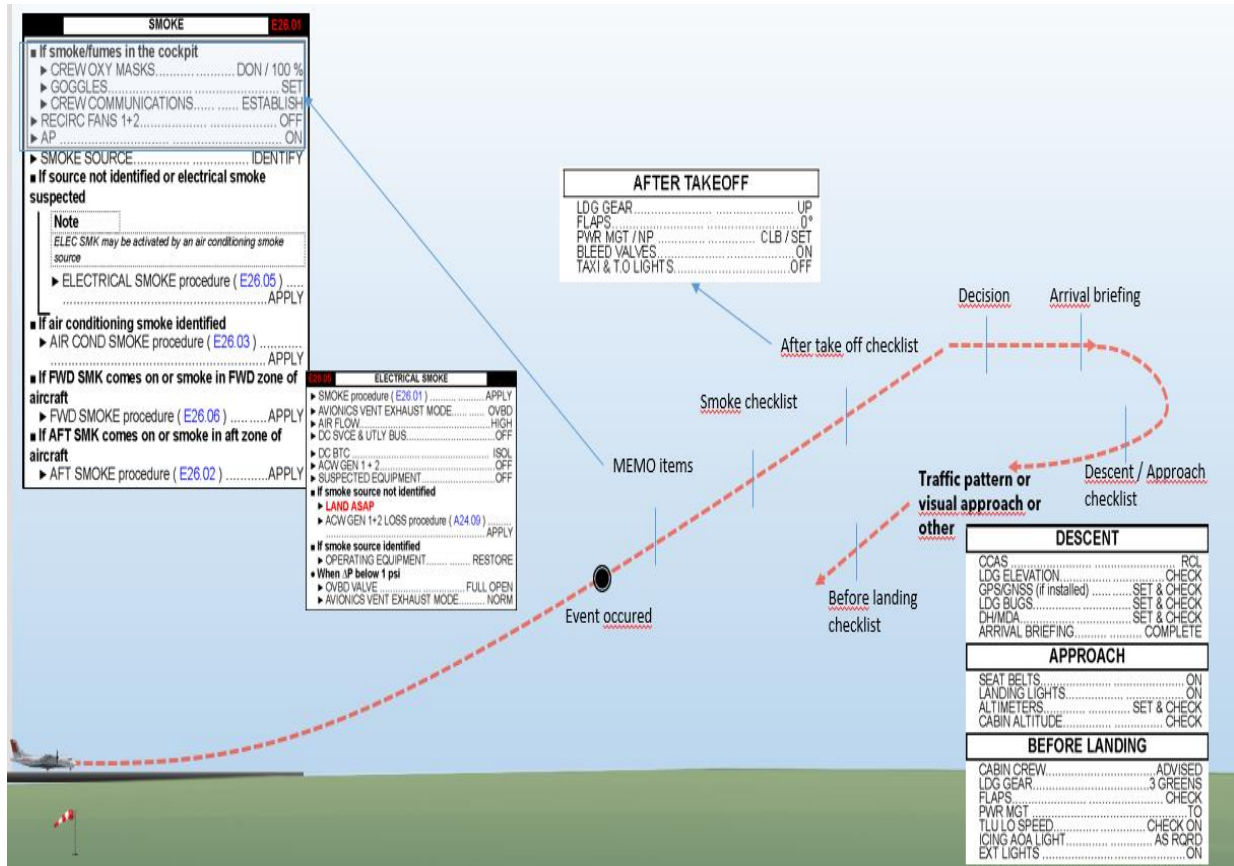 SMOKE E26.01
■ If smoke/fumes in the cockpit
▶ CREW OXY MASKS.......... .......... DON / 100 %
▶ GOGGLES.......... .......... SET
▶ CREW COMMUNICATIONS...... ...... ESTABLISH
▶ RECIRC FANS 1+2.......... .......... OFF
▶ AP .......... .......... ON
▶ SMOKE SOURCE.......... .......... IDENTIFY
■ If source not identified or electrical smoke
suspected
Note
ELEC SMK may be activated by an air conditioning smoke
source
▶ ELECTRICAL SMOKE procedure ( E26.05 ) .....
.......... APPLY
■ If air conditioning smoke identified
▶ AIR COND SMOKE procedure ( E26.03 ) ..........
.......... APPLY
■ If FWD SMK comes on or smoke in FWD zone of
aircraft
▶ FWD SMOKE procedure ( E26.06 ) .......... APPLY
■ If AFT SMK comes on or smoke in aft zone of
aircraft
▶ AFT SMOKE procedure ( E26.02 ) .......... APPLY
E26.05 ELECTRICAL SMOKE
▶ SMOKE procedure ( E26.01 ) .......... APPLY
▶ AVIONICS VENT EXHAUST MODE...... ...... OVBD
▶ AIR FLOW.......... .......... HIGH
▶ DC SVCE & UTLY BUS.......... .......... OFF
▶ DC BTC .......... .......... ISOL
▶ ACW GEN 1 + 2.......... .......... OFF
▶ SUSPECTED EQUIPMENT.......... .......... OFF
■ If smoke source not identified
▶ LAND ASAP
▶ ACW GEN 1+2 LOSS procedure ( A24.09 ) ..........
.......... APPLY
■ If smoke source identified
▶ OPERATING EQUIPMENT.......... RESTORE
● When ΔP below 1 psi
▶ OVBD VALVE .......... FULL OPEN
▶ AVIONICS VENT EXHAUST MODE.......... NORM
AFTER TAKEOFF
LDG GEAR.......... .......... UP
FLAPS.......... .......... 0°
PWR MGT / NP .......... .......... CLB / SET
BLEED VALVES.......... .......... ON
TAXI & T.O LIGHTS.......... .......... OFF
Decision
Arrival briefing
After take off checklist
Smoke checklist
MEMO items
Event occured
Traffic pattern or
visual approach or
other
Descent / Approach
checklist
Before landing
checklist
DESCENT
CCAS .......... .......... RCL
LDG ELEVATION.......... .......... CHECK
GPS/GNSS (if installed) .......... SET & CHECK
LDG BUGS.......... .......... SET & CHECK
DH/MDA.......... .......... SET & CHECK
ARRIVAL BRIEFING.......... .......... COMPLETE
APPROACH
SEAT BELTS.......... .......... ON
LANDING LIGHTS.......... .......... ON
ALTIMETERS.......... .......... SET & CHECK
CABIN ALTITUDE.......... .......... CHECK
BEFORE LANDING
CABIN CREW.......... .......... ADVISED
LDG GEAR.......... .......... 3 GREENS
FLAPS.......... .......... CHECK
PWR MGT .......... .......... TO
TLU LO SPEED.......... .......... CHECK ON
ICING AOA LIGHT.......... .......... AS RQRD
EXT LIGHTS .......... .......... ON